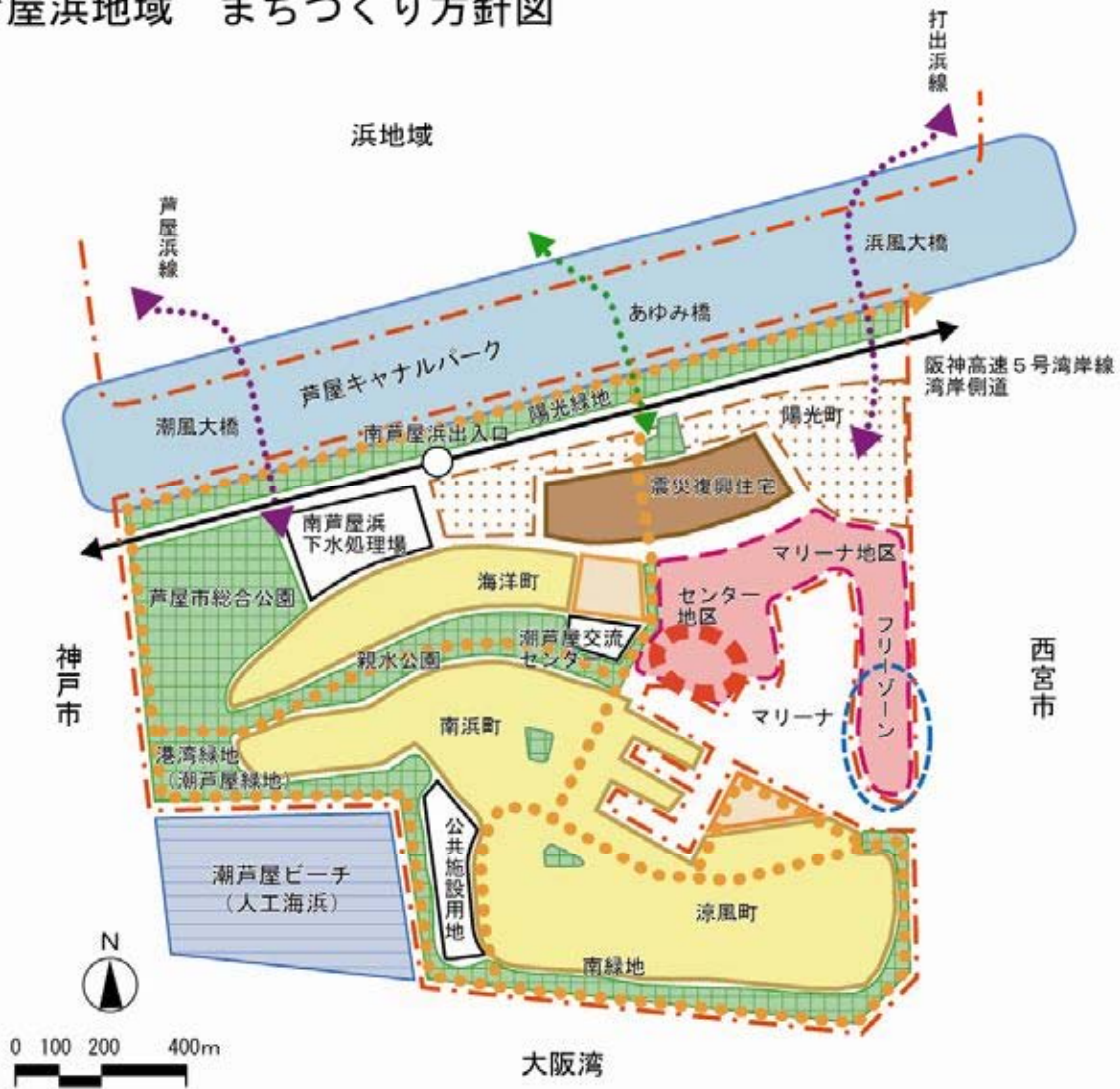 屋浜地域　まちづくり方針図
打出浜線
浜地域
芦屋浜線
浜風大橋
あゆみ橋
芦屋キャナルパーク
阪神高速5号湾岸線
湾岸側道
陽光緑地
陽光町
潮風大橋
南芦屋浜出入口
震災復興住宅
南芦屋浜
下水処理場
マリーナ地区
海洋町
センター
地区
芦屋市総合公園
潮芦屋交流
センタ
フリーゾーン
親水公園
神戸市
西宮市
南浜町
マリーナ
港湾緑地
（潮芦屋緑地）
公共施設用地
潮芦屋ビーチ
（人工海浜）
涼風町
南緑地
N
0 100 200 400m
大阪湾